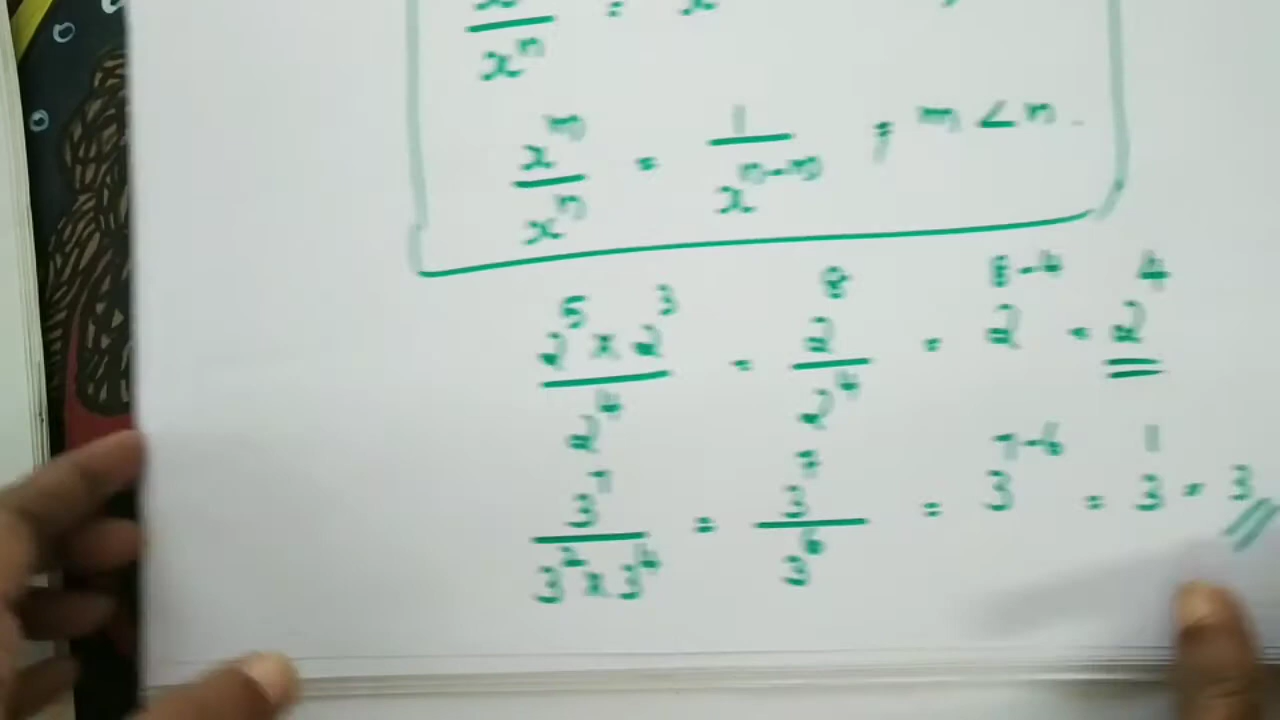 x^n
x^m/x^n = 1/x^(n-m) ; m < n.
(2^5 x 2^3)/2^4 = 2^8/2^4 = 2^(8-4) = 2^4
3^7/(3^2 x 3^4) = 3^7/3^6 = 3^(7-6) = 3^1 = 3